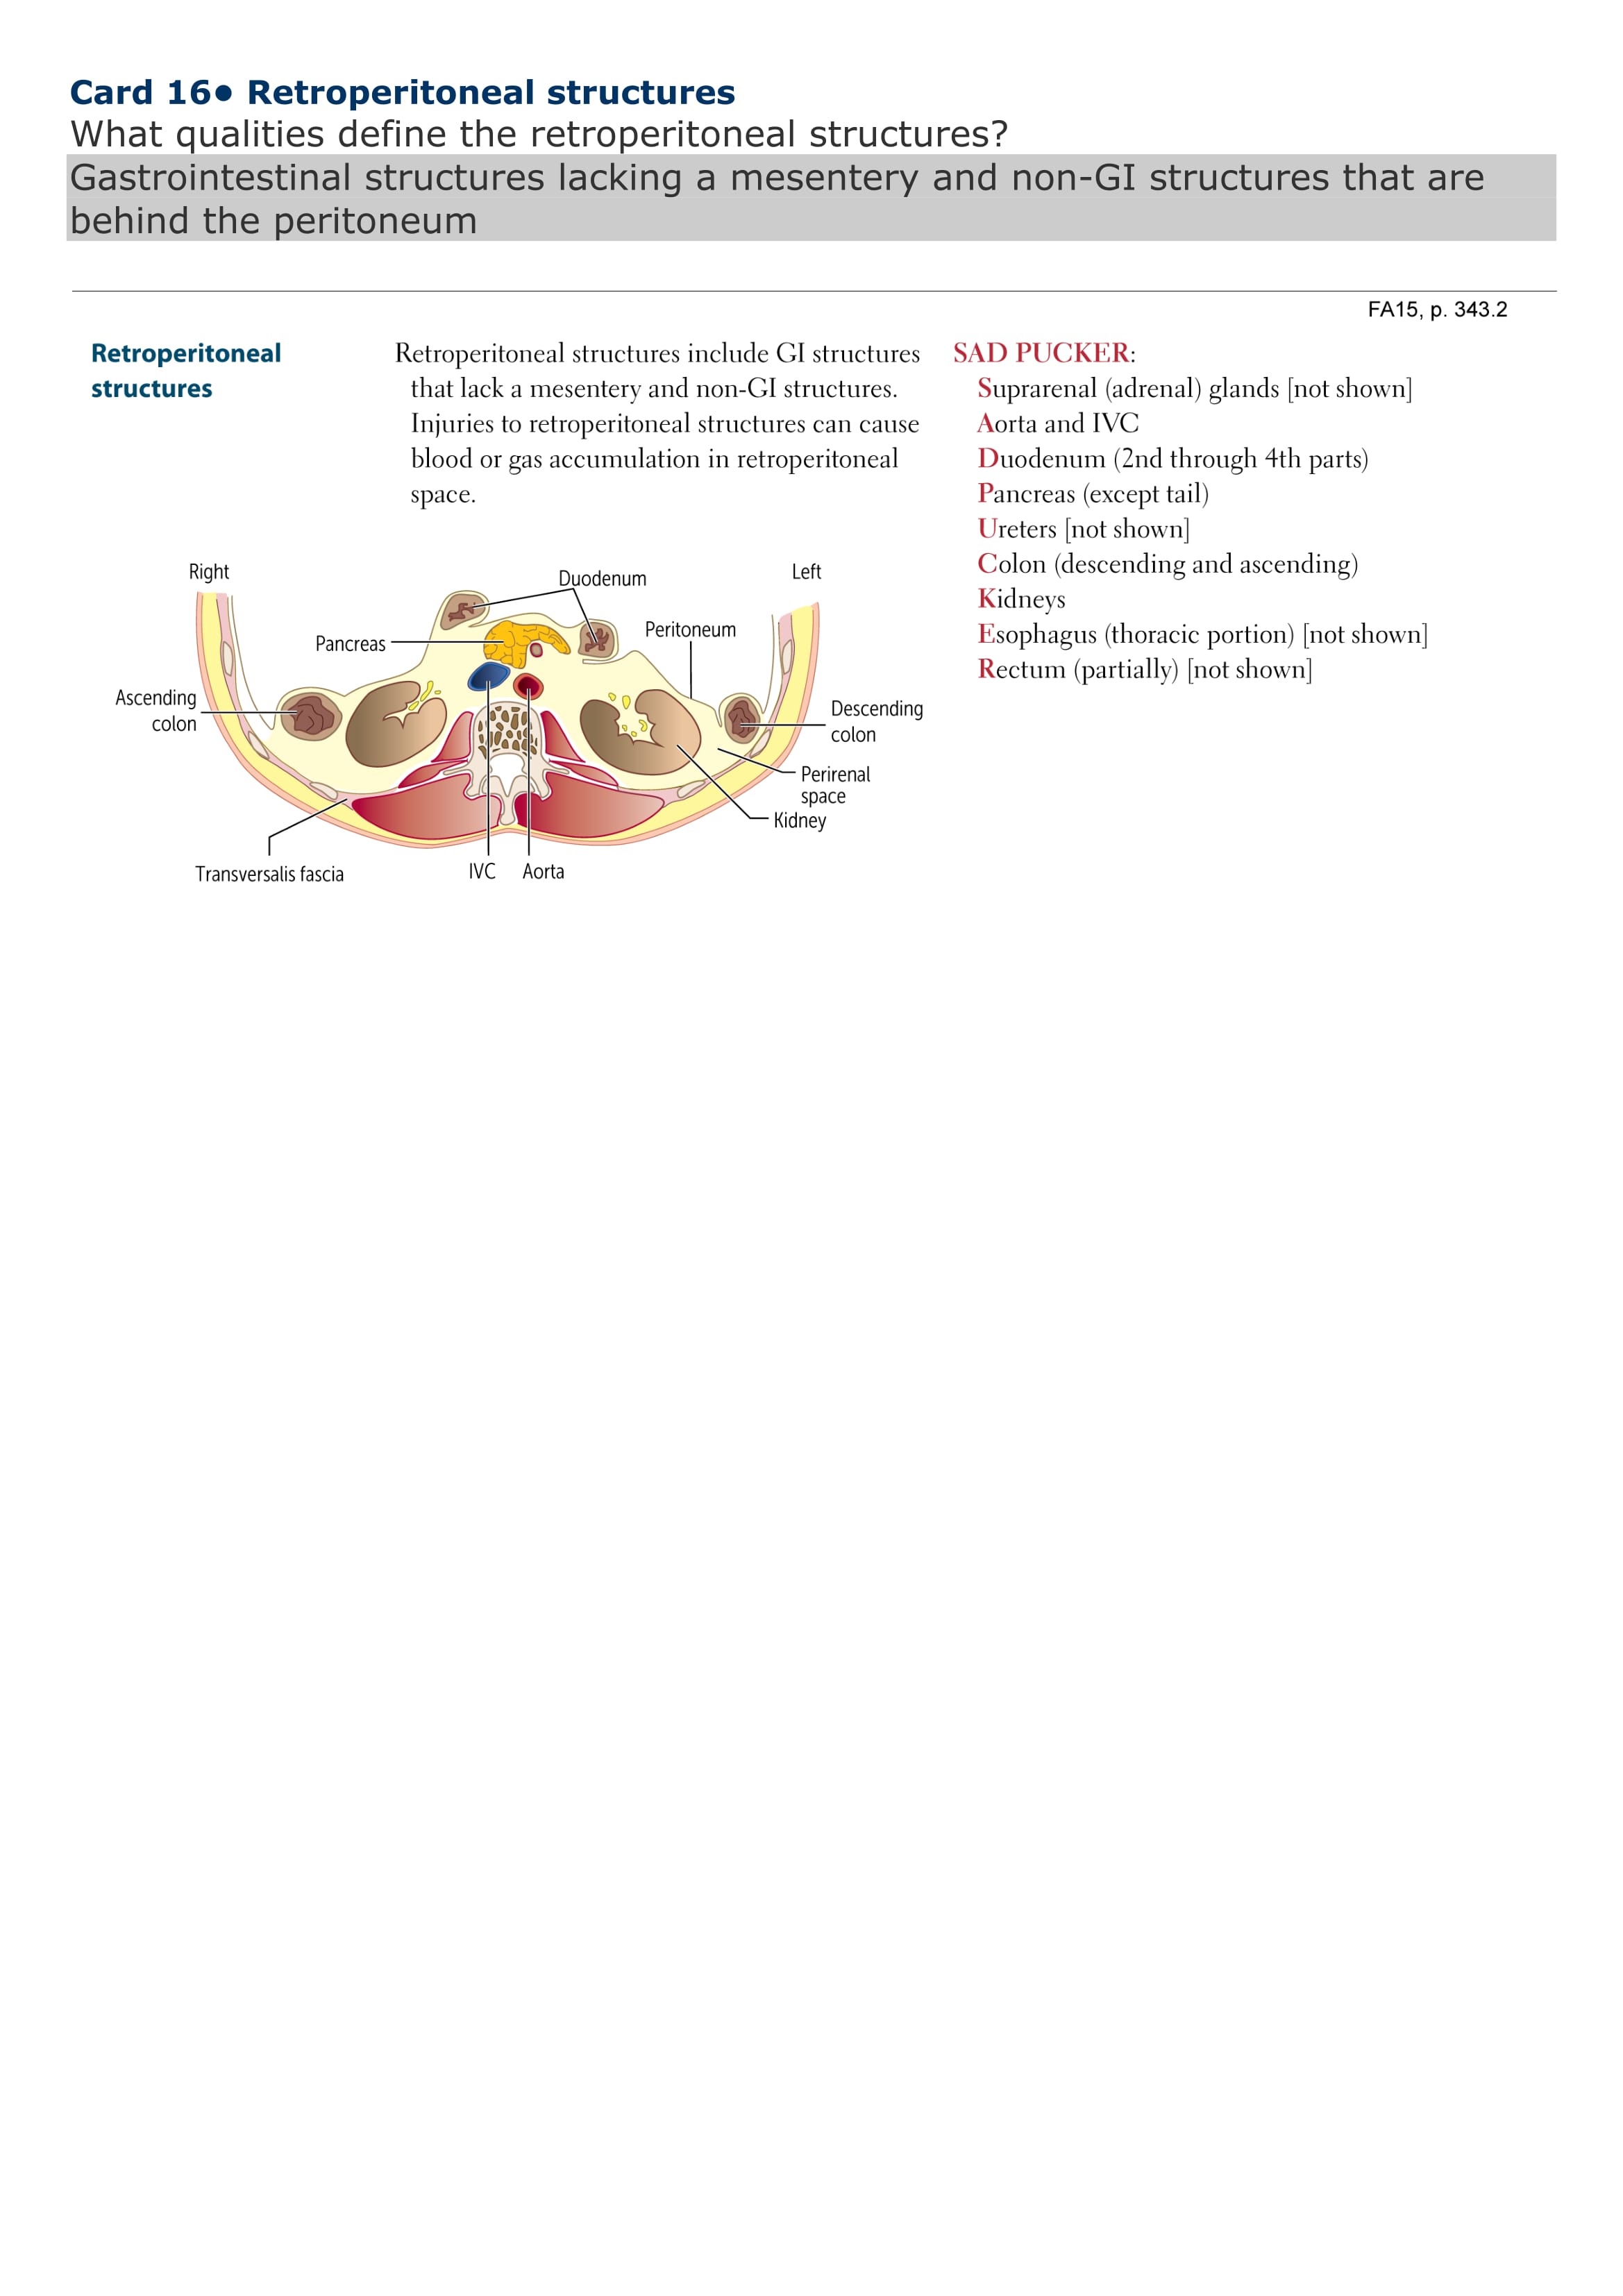 Card 16● Retroperitoneal structures
What qualities define the retroperitoneal structures?
Gastrointestinal structures lacking a mesentery and non-GI structures that are
behind the peritoneum
FA15, p. 343.2
Retroperitoneal
structures
Retroperitoneal structures include GI structures
that lack a mesentery and non-GI structures.
Injuries to retroperitoneal structures can cause
blood or gas accumulation in retroperitoneal
space.
SAD PUCKER:
Suprarenal (adrenal) glands [not shown]
Aorta and IVC
Duodenum (2nd through 4th parts)
Pancreas (except tail)
Ureters [not shown]
Colon (descending and ascending)
Kidneys
Esophagus (thoracic portion) [not shown]
Rectum (partially) [not shown]
Right
Duodenum
Left
Pancreas
Peritoneum
Ascending
colon
Descending
colon
Perirenal
space
Kidney
Transversalis fascia
IVC
Aorta